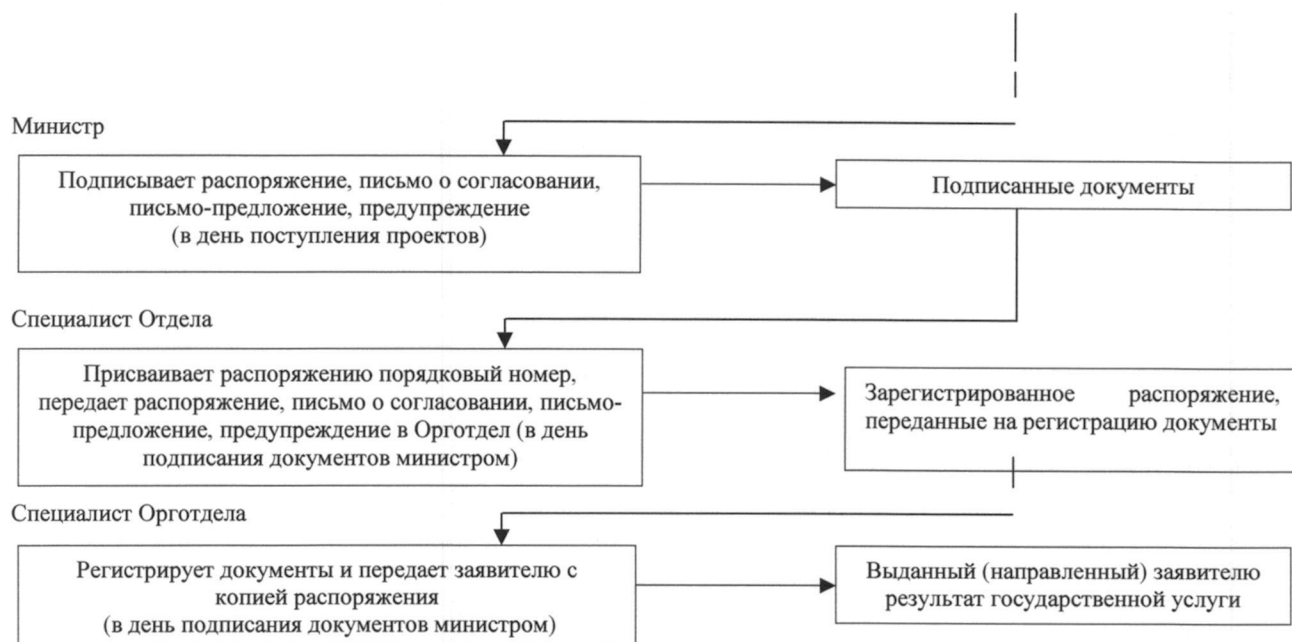 Министр
Подписывает распоряжение, письмо о согласовании,
письмо-предложение, предупреждение
(в день поступления проектов)
Подписанные документы
Специалист Отдела
Присваивает распоряжению порядковый номер,
передает распоряжение, письмо о согласовании, письмо-
предложение, предупреждение в Орготдел (в день
подписания документов министром)
Зарегистрированное распоряжение,
переданные на регистрацию документы
Специалист Орготдела
Регистрирует документы и передает заявителю с
копией распоряжения
(в день подписания документов министром)
Выданный (направленный) заявителю
результат государственной услуги